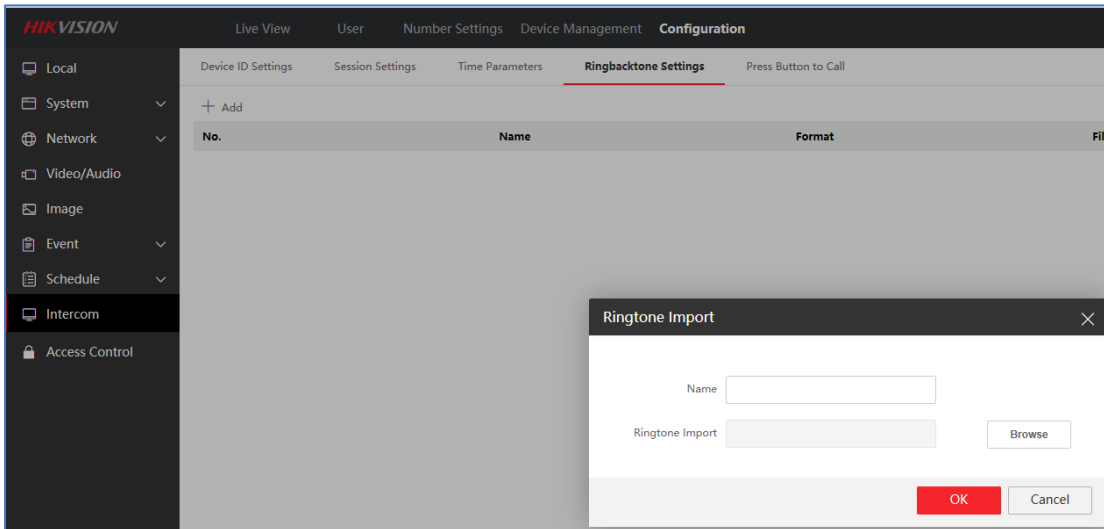 HIKVISION
Live View User Number Settings Device Management Configuration
Local
System
Network
Video/Audio
Image
Event
Schedule
Intercom
Access Control
Device ID Settings Session Settings Time Parameters Ringbacktone Settings Press Button to Call
+ Add
No. Name Format Fil
Ringtone Import
Name
Ringtone Import Browse
OK Cancel